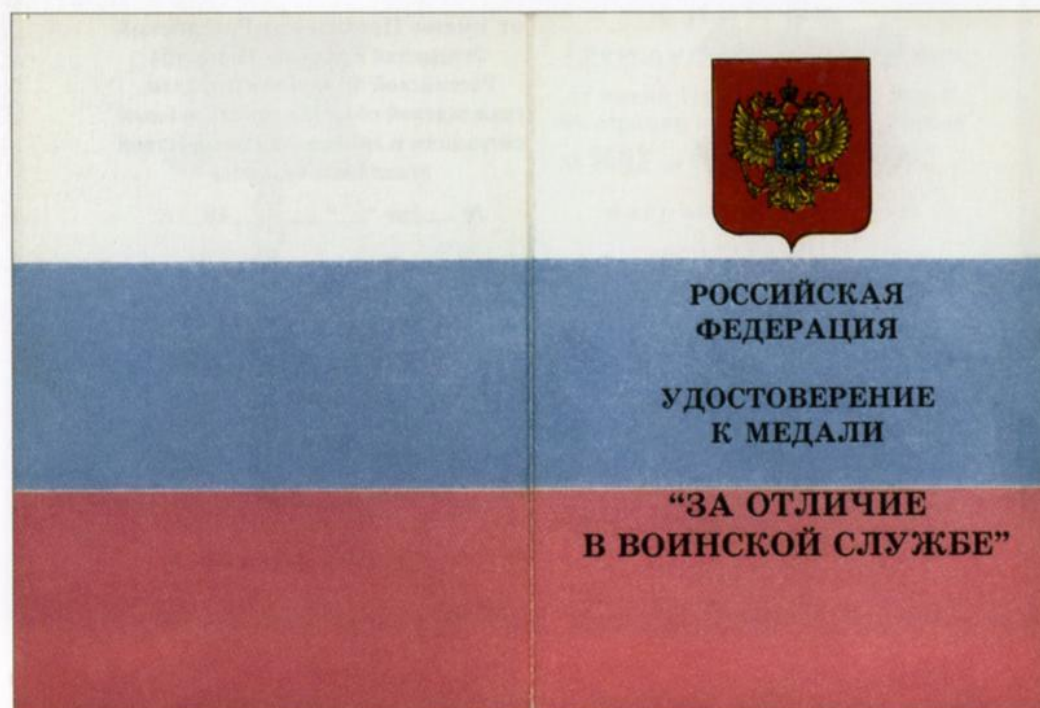 РОССИЙСКАЯ
ФЕДЕРАЦИЯ
УДОСТОВЕРЕНИЕ
К МЕДАЛИ
“ЗА ОТЛИЧИЕ
В ВОИНСКОЙ СЛУЖБЕ”